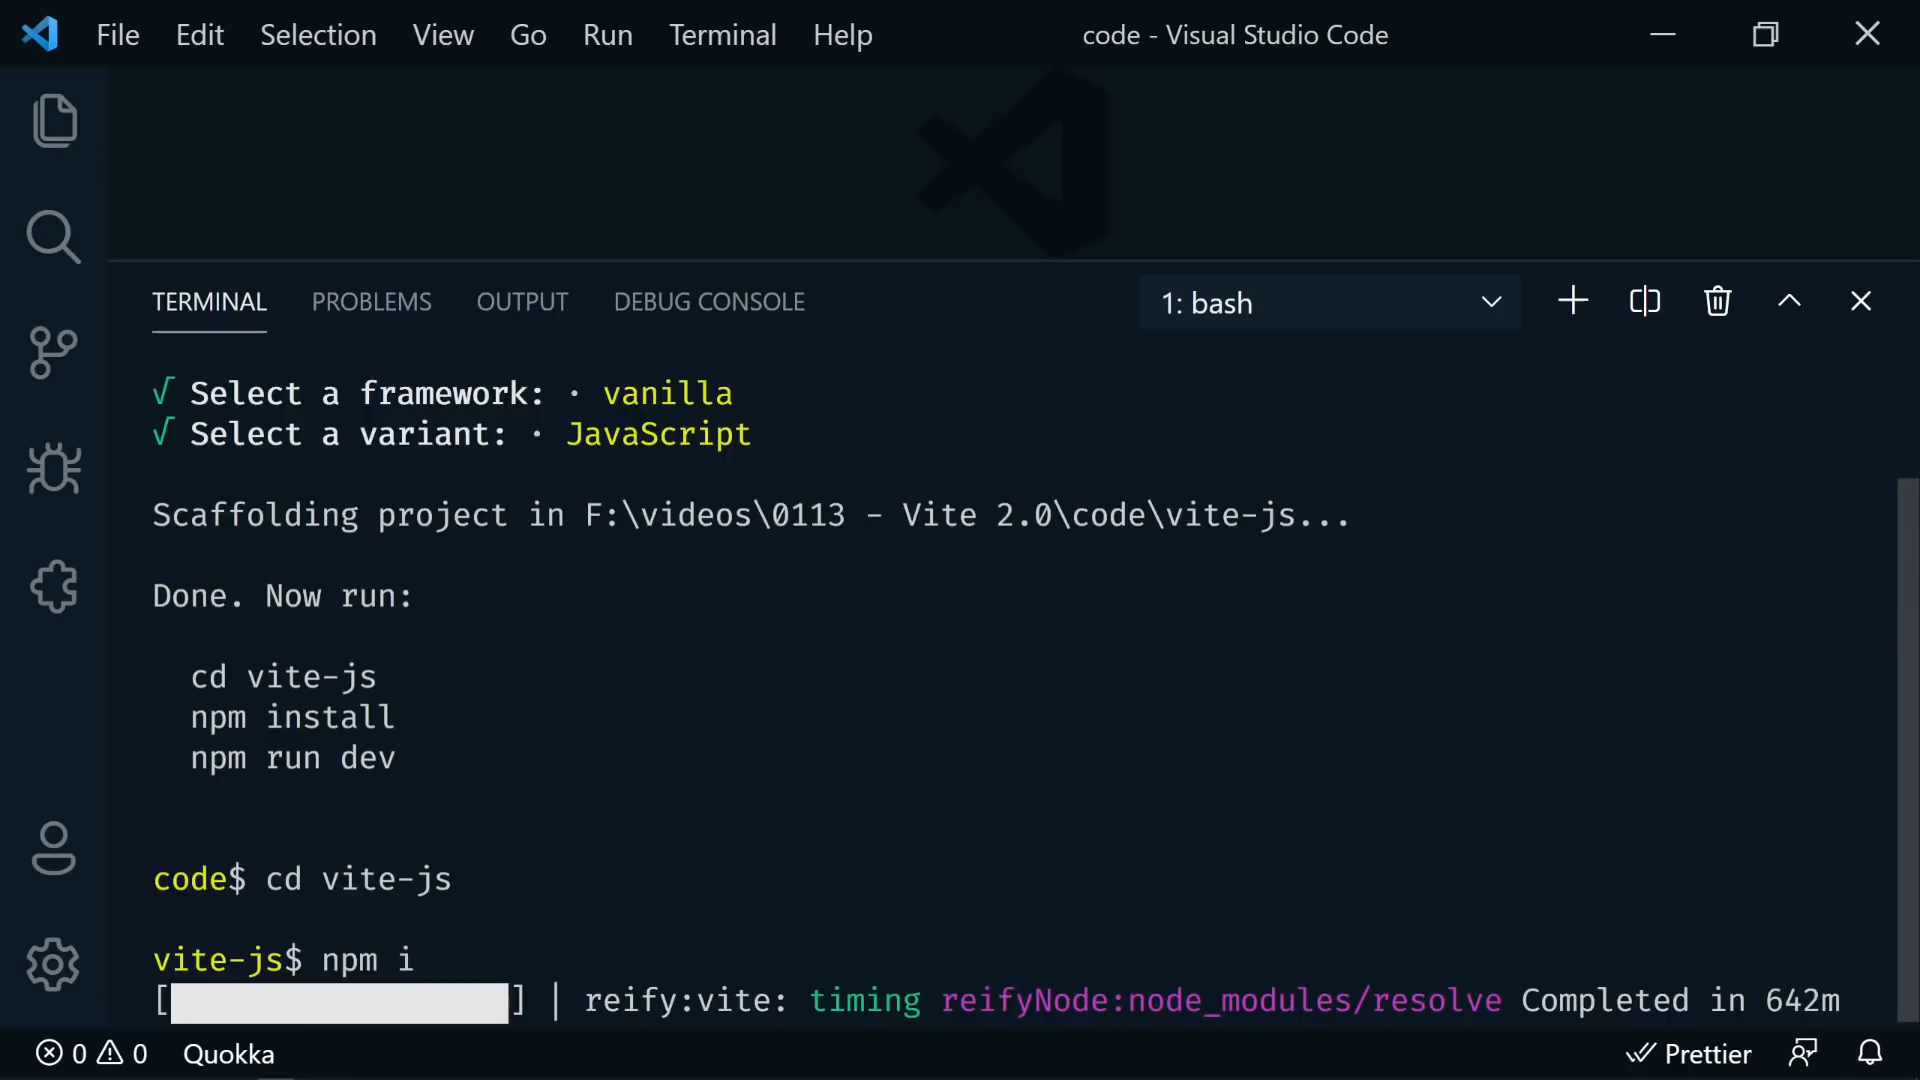 File Edit Selection View Go Run Terminal Help code - Visual Studio Code
TERMINAL PROBLEMS OUTPUT DEBUG CONSOLE 1: bash
√ Select a framework: · vanilla
√ Select a variant: · JavaScript
Scaffolding project in F:\videos\0113 - Vite 2.0\code\vite-js...
Done. Now run:
cd vite-js
npm install
npm run dev
code$ cd vite-js
vite-js$ npm i
[ ] | reify:vite: timing reifyNode:node_modules/resolve Completed in 642m
0 0 Quokka Prettier